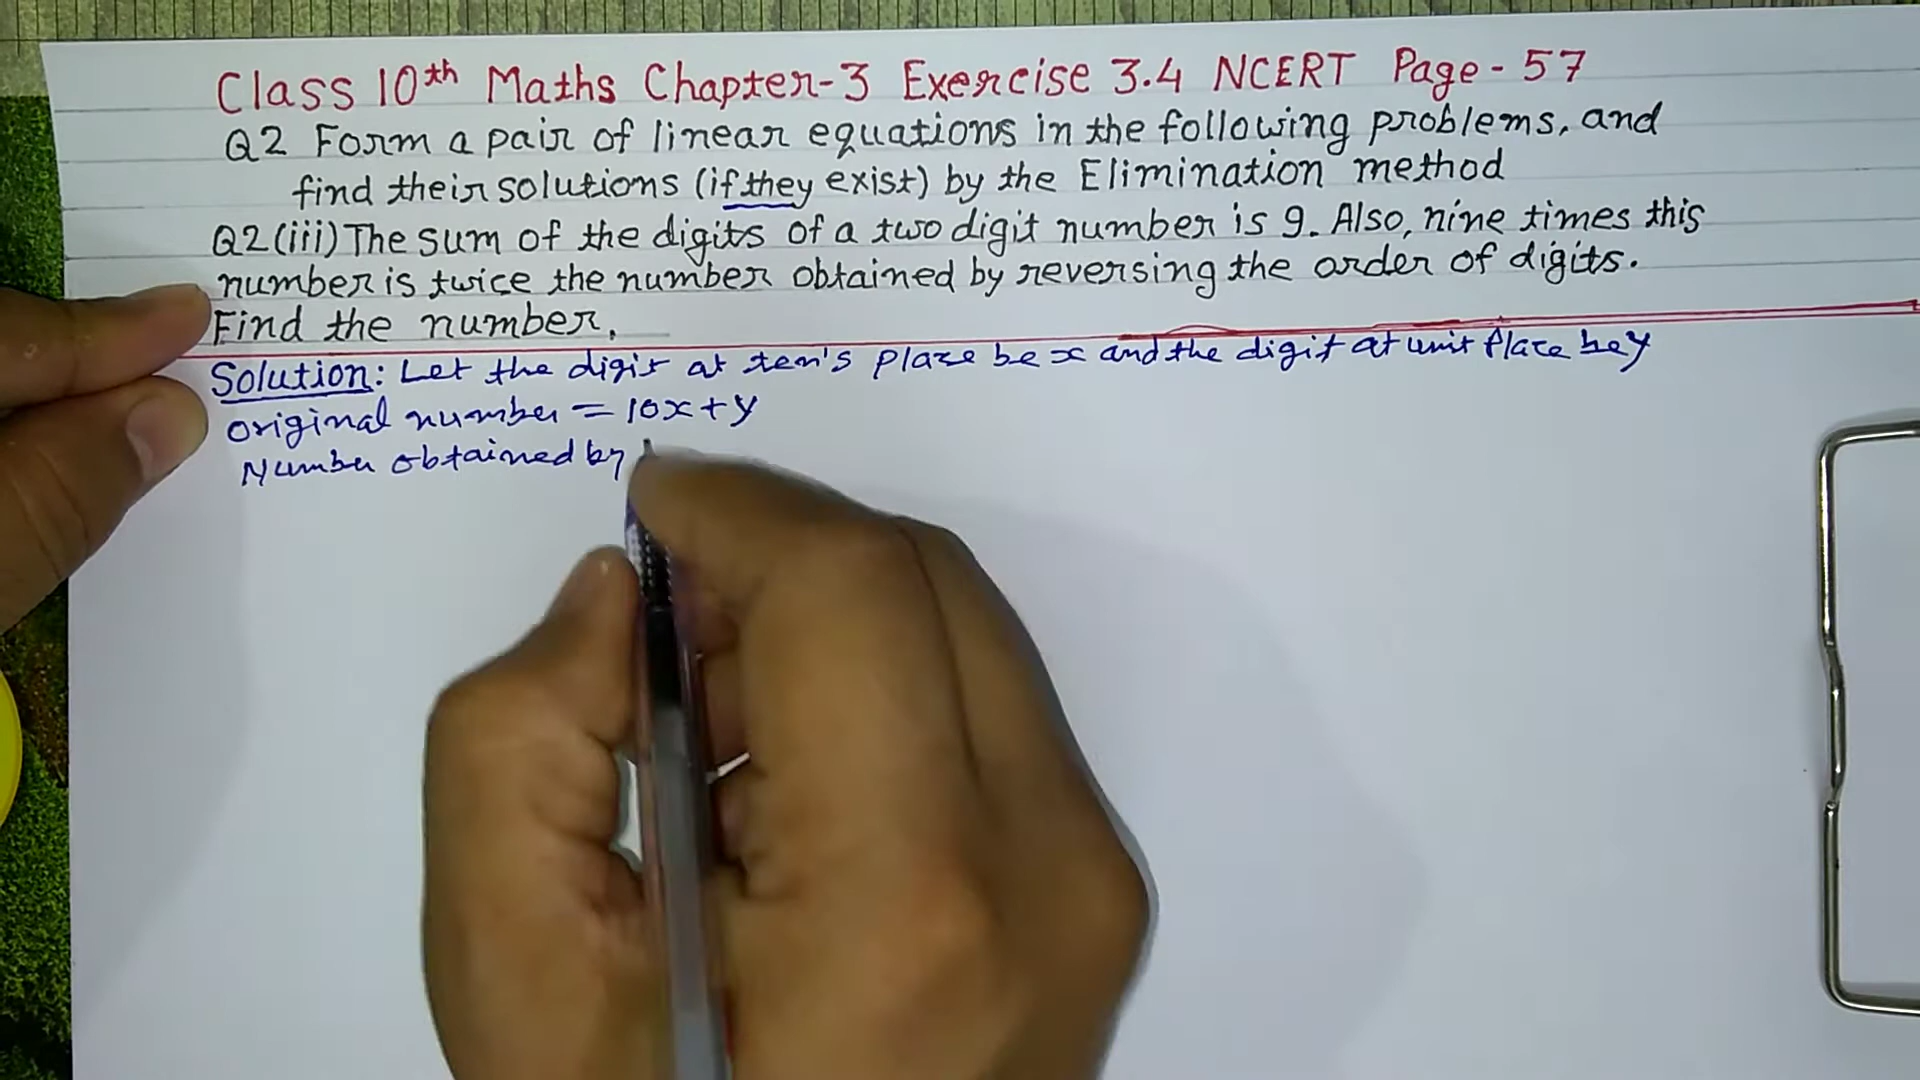 Class 10th Maths Chapter-3 Exercise 3.4 NCERT Page-57
Q2 Form a pair of linear equations in the following problems, and
find their solutions (if they exist) by the Elimination method
Q2(iii) The sum of the digits of a two digit number is 9. Also, nine times this
number is twice the number obtained by reversing the order of digits.
Find the number.
Solution: Let the digit at ten's place be x and the digit at unit place be y
original number = 10x+y
Number obtained by